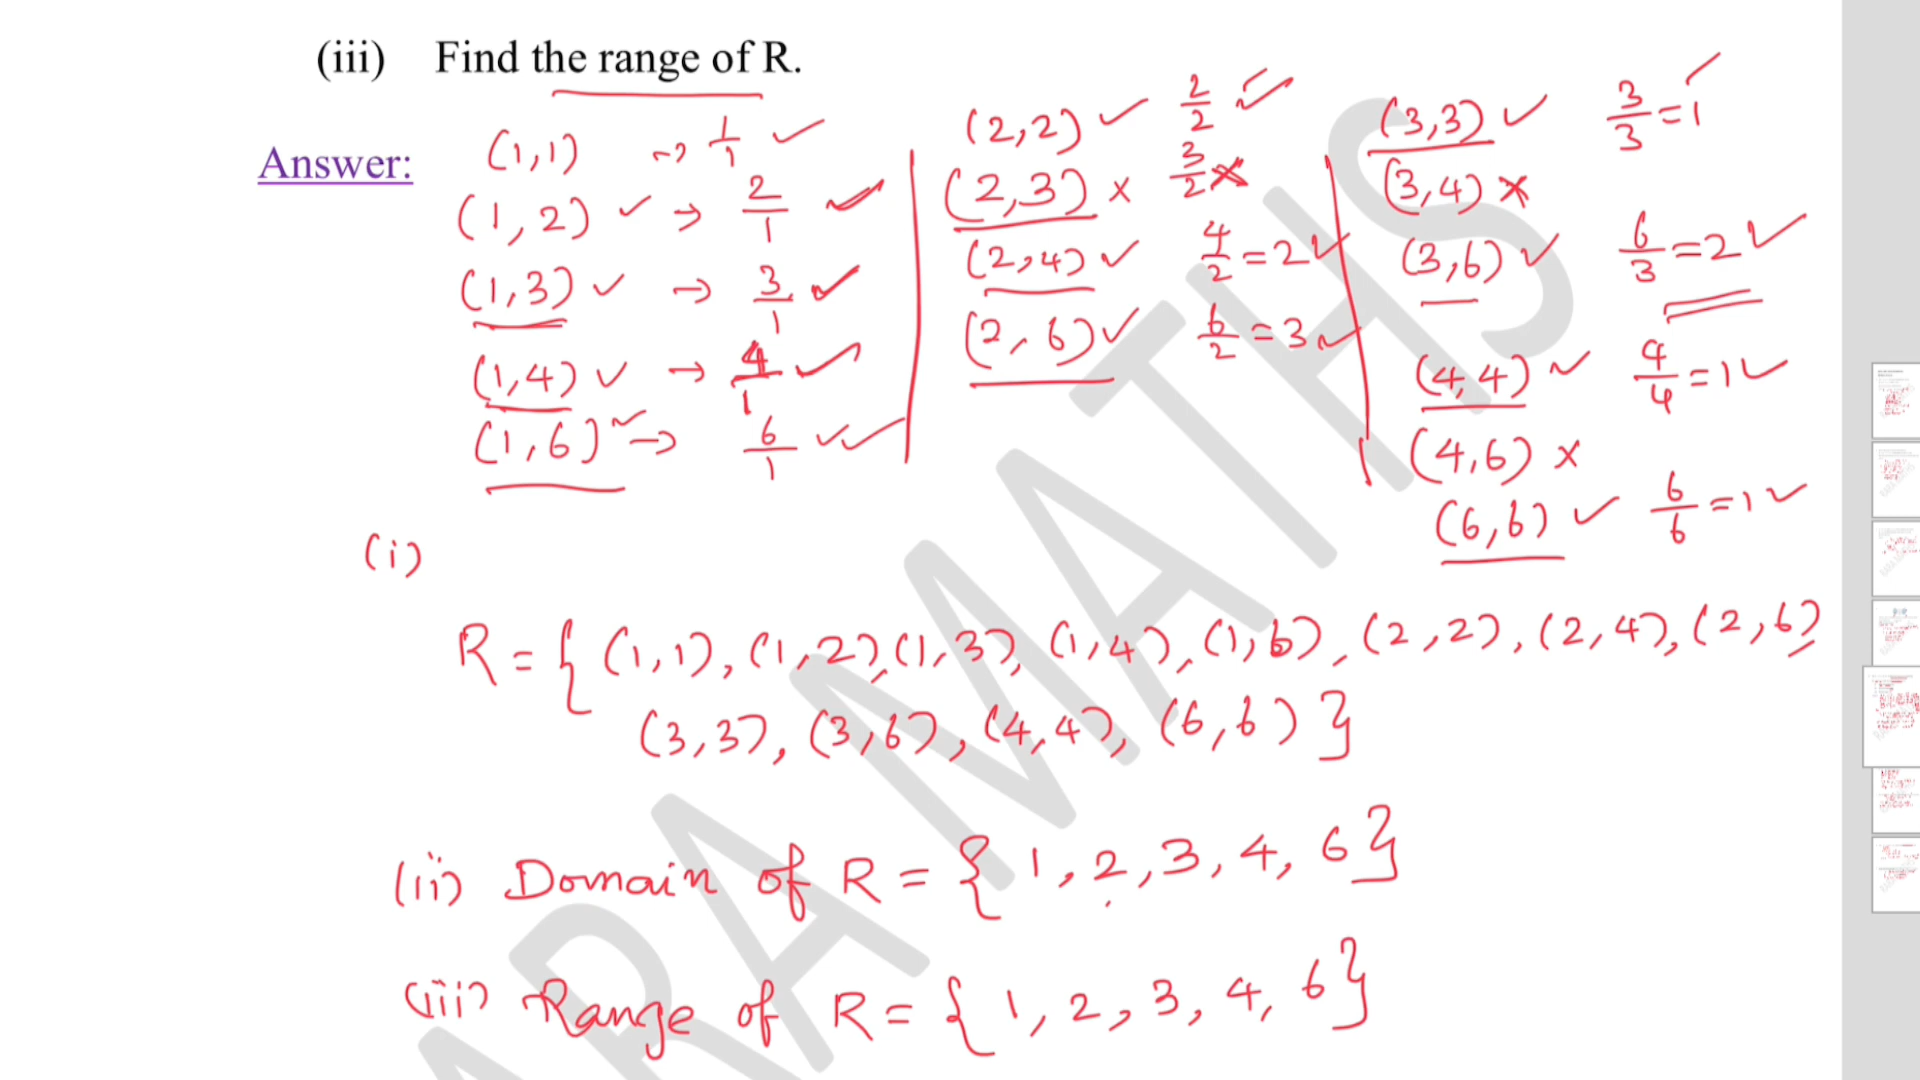 (iii) Find the range of R.
Answer:
(1,1) → 1/1 ✓
(1,2) ✓ → 2/1 ✓
(1,3) ✓ → 3/1 ✓
(1,4) ✓ → 4/1 ✓
(1,6) ✓ → 6/1 ✓
(2,2) ✓ 2/2 ✓
(2,3) × 3/2 ×
(2,4) ✓ 4/2 = 2 ✓
(2,6) ✓ 6/2 = 3 ✓
(3,3) ✓ 3/3 = 1 ✓
(3,4) ×
(3,6) ✓ 6/3 = 2 ✓
(4,4) ✓ 4/4 = 1 ✓
(4,6) ×
(6,6) ✓ 6/6 = 1 ✓
(i)
R = { (1,1), (1,2), (1,3), (1,4), (1,6), (2,2), (2,4), (2,6),
(3,3), (3,6), (4,4), (6,6) }
(ii) Domain of R = { 1, 2, 3, 4, 6 }
(iii) Range of R = { 1, 2, 3, 4, 6 }
ARA MATHS